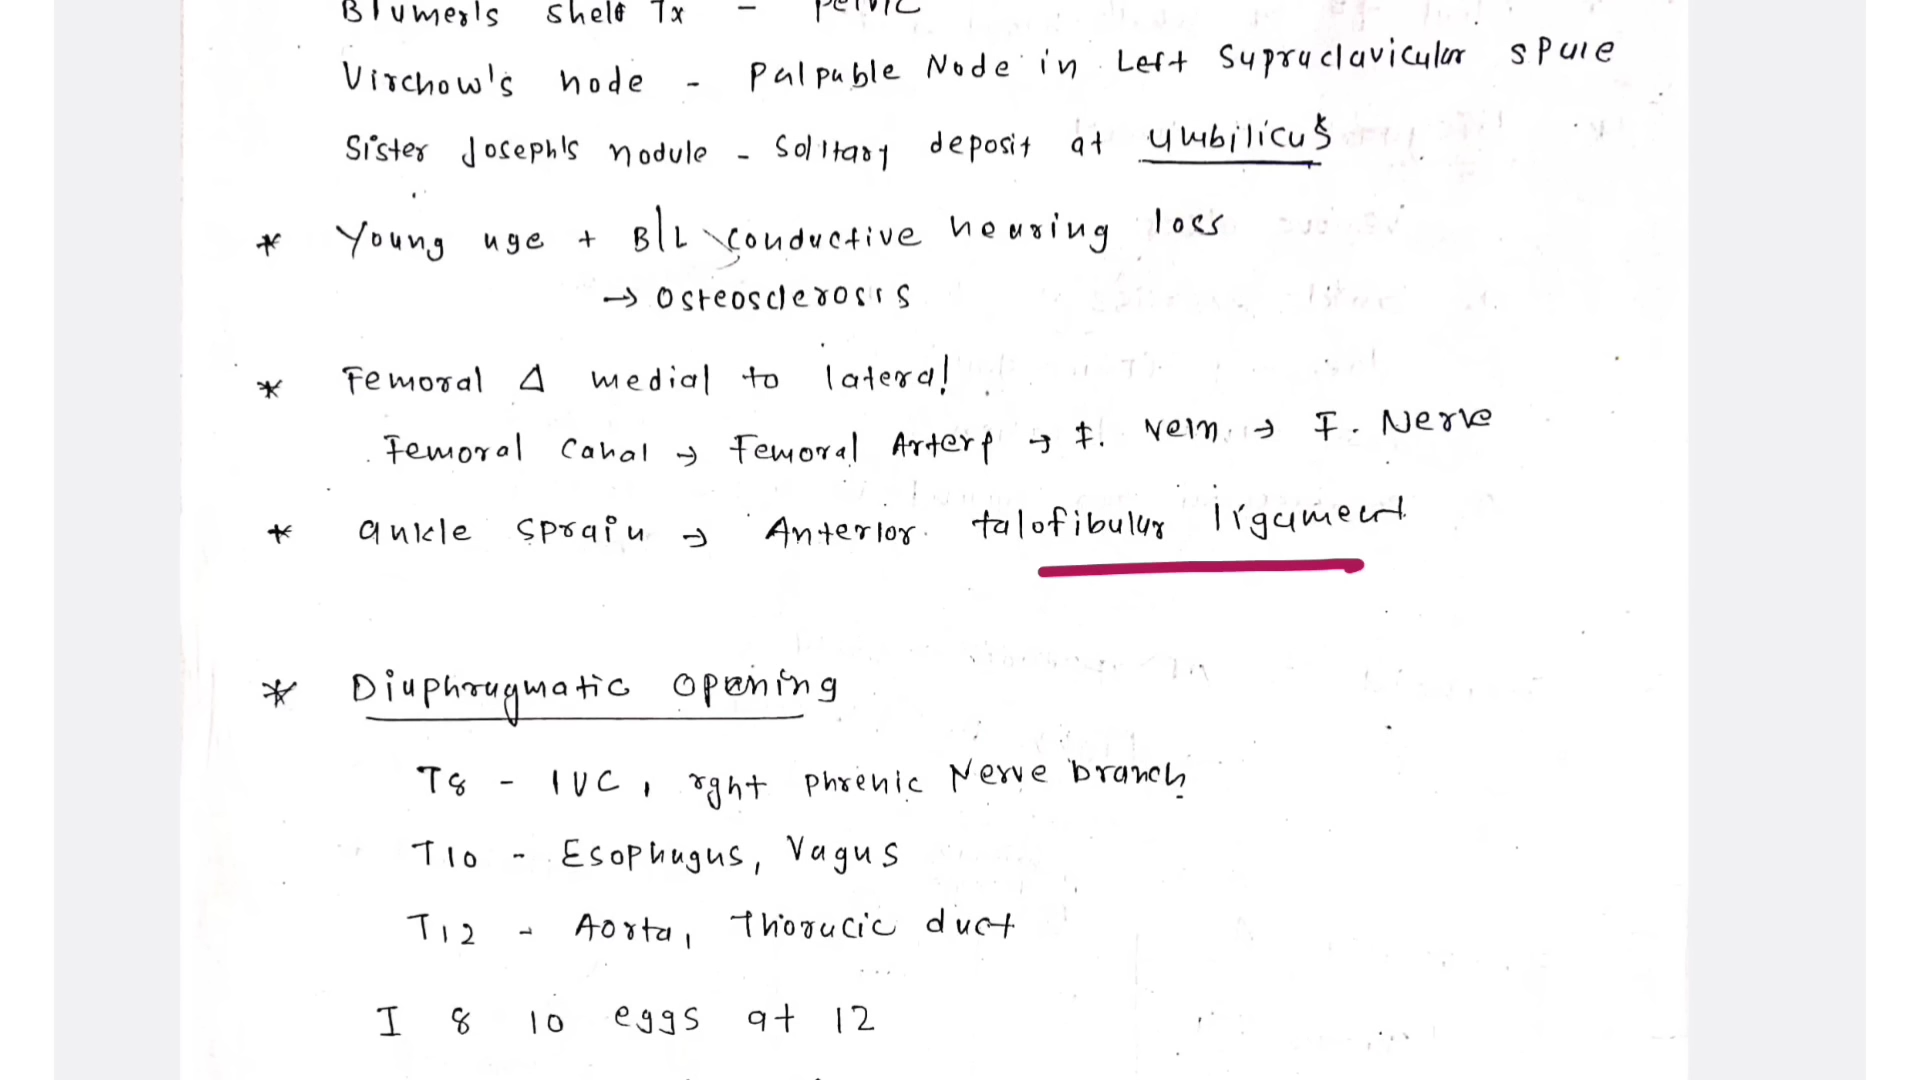 Blumer's shelf Tx - pelvic
Virchow's node - Palpable Node in Left Supraclavicular space
Sister Joseph's nodule - Solitary deposit at umbilicus
* Young age + B/L conductive hearing loss
→ Osteosclerosis
* Femoral Δ medial to lateral
Femoral Canal → Femoral Artery → F. Vein → F. Nerve
* ankle sprain → Anterior talofibular ligament
* Diaphragmatic opening
T8 - IVC, rght Phrenic Nerve branch
T10 - Esophagus, Vagus
T12 - Aorta, Thoracic duct
I 8 10 eggs at 12